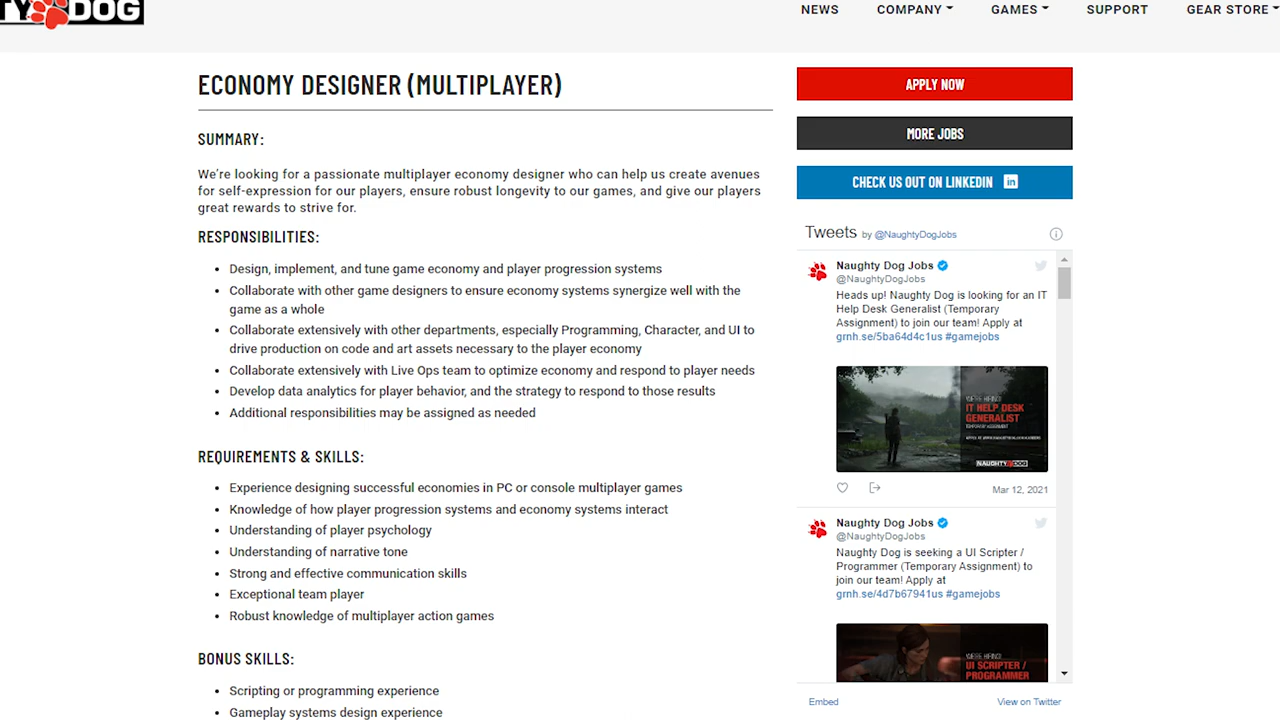 TY DOG
NEWS
COMPANY
GAMES
SUPPORT
GEAR STORE
ECONOMY DESIGNER (MULTIPLAYER)
SUMMARY:
We're looking for a passionate multiplayer economy designer who can help us create avenues
for self-expression for our players, ensure robust longevity to our games, and give our players
great rewards to strive for.
RESPONSIBILITIES:
• Design, implement, and tune game economy and player progression systems
• Collaborate with other game designers to ensure economy systems synergize well with the
game as a whole
• Collaborate extensively with other departments, especially Programming, Character, and UI to
drive production on code and art assets necessary to the player economy
• Collaborate extensively with Live Ops team to optimize economy and respond to player needs
• Develop data analytics for player behavior, and the strategy to respond to those results
• Additional responsibilities may be assigned as needed
REQUIREMENTS & SKILLS:
• Experience designing successful economies in PC or console multiplayer games
• Knowledge of how player progression systems and economy systems interact
• Understanding of player psychology
• Understanding of narrative tone
• Strong and effective communication skills
• Exceptional team player
• Robust knowledge of multiplayer action games
BONUS SKILLS:
• Scripting or programming experience
• Gameplay systems design experience
APPLY NOW
MORE JOBS
CHECK US OUT ON LINKEDIN in
Tweets by @NaughtyDogJobs
Naughty Dog Jobs
@NaughtyDogJobs
Heads up! Naughty Dog is looking for an IT
Help Desk Generalist (Temporary
Assignment) to join our team! Apply at
grnh.se/5ba64d4c1us #gamejobs
WE'RE HIRING!
IT HELP DESK
GENERALIST
TEMPORARY ASSIGNMENT
NAUGHTY DOG
Mar 12, 2021
Naughty Dog Jobs
@NaughtyDogJobs
Naughty Dog is seeking a UI Scripter /
Programmer (Temporary Assignment) to
join our team! Apply at
grnh.se/4d7b67941us #gamejobs
WE'RE HIRING!
UI SCRIPTER /
PROGRAMMER
Embed
View on Twitter